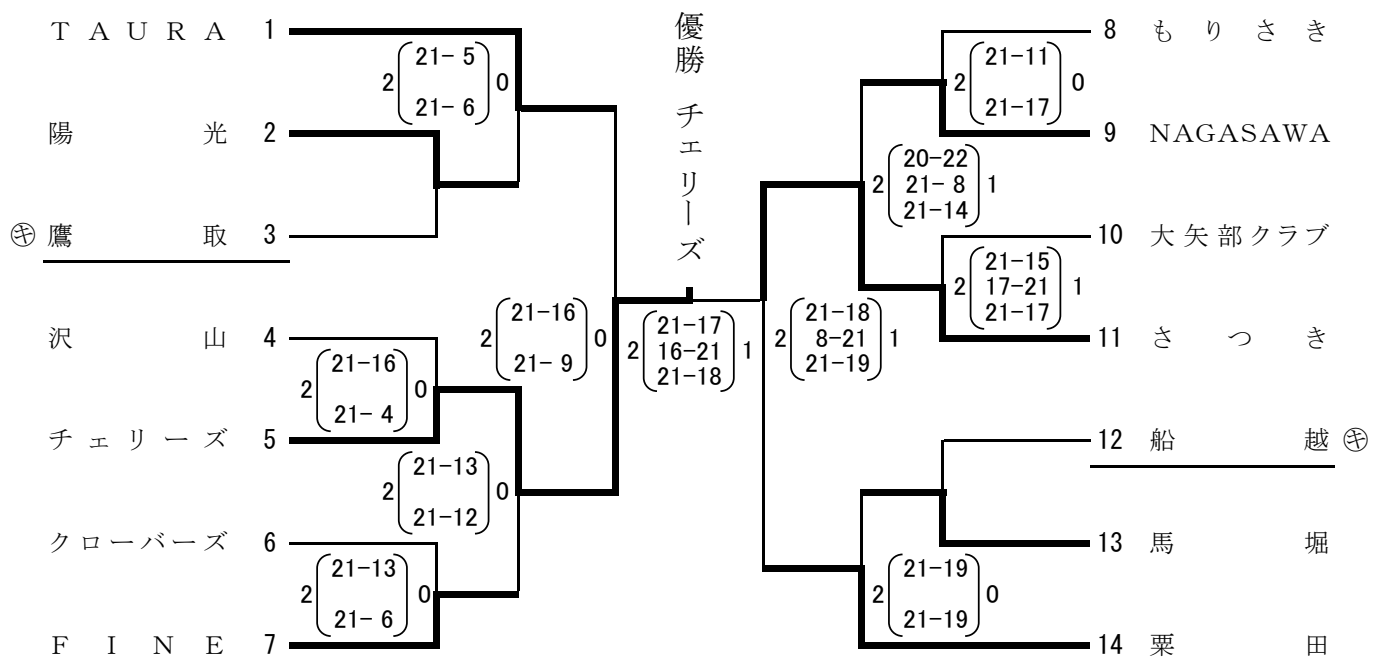 優勝 チェリーズ
TAURA 1
2 (21- 5 21- 6) 0
陽光 2
㋖ 鷹取 3
沢山 4
2 (21-16 21- 4) 0
チェリーズ 5
2 (21-13 21-12) 0
クローバーズ 6
2 (21-13 21- 6) 0
FINE 7
2 (21-16 21- 9) 0
2 (21-17 16-21 21-18) 1
2 (21-18 8-21 21-19) 1
8 もりさき
2 (21-11 21-17) 0
9 NAGASAWA
2 (20-22 21- 8 21-14) 1
10 大矢部クラブ
2 (21-15 17-21 21-17) 1
11 さつき
12 船越 ㋖
13 馬堀
2 (21-19 21-19) 0
14 粟田